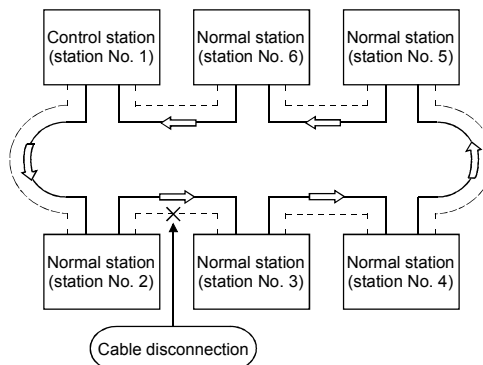 Control station
(station No. 1)
Normal station
(station No. 6)
Normal station
(station No. 5)
Normal station
(station No. 2)
Normal station
(station No. 3)
Normal station
(station No. 4)
Cable disconnection